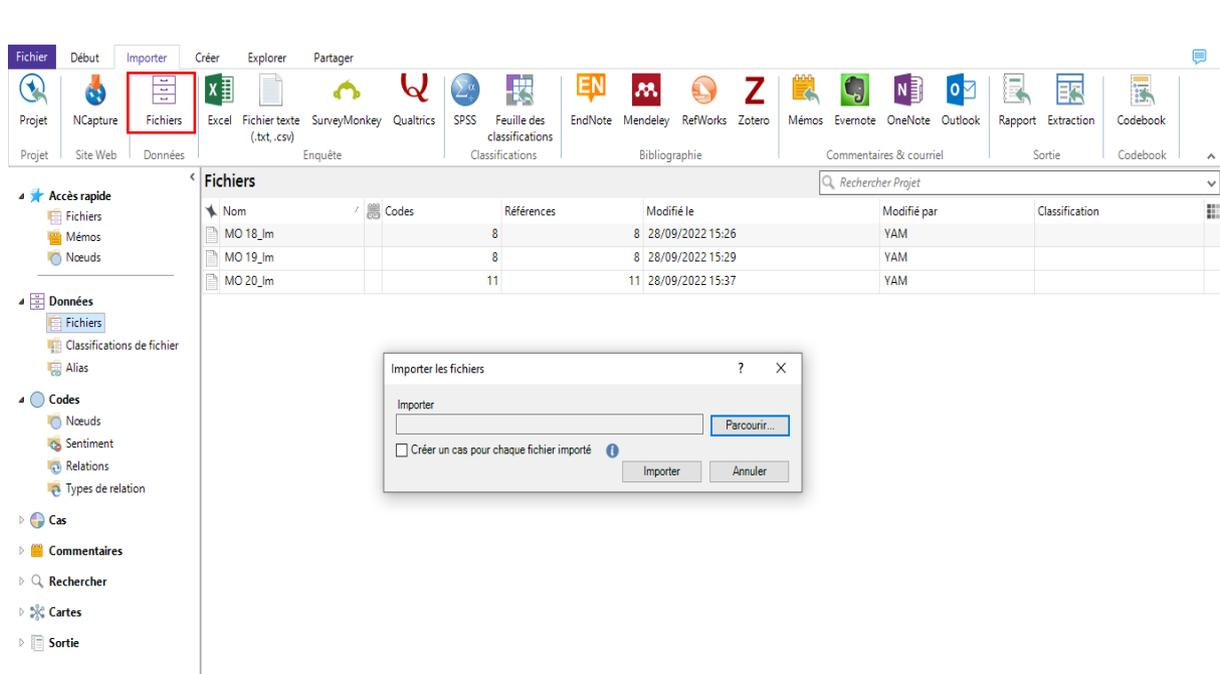 Fichier Début Importer Créer Explorer Partager
Projet NCapture Fichiers Excel Fichier texte SurveyMonkey Qualtrics SPSS Feuille des EndNote Mendeley RefWorks Zotero Mémos Evernote OneNote Outlook Rapport Extraction Codebook
(.txt, .csv) classifications
Projet Site Web Données Enquête Classifications Bibliographie Commentaires & courriel Sortie Codebook
Accès rapide
Fichiers
Mémos
Nœuds
Données
Fichiers
Classifications de fichier
Alias
Codes
Nœuds
Sentiment
Relations
Types de relation
Cas
Commentaires
Rechercher
Cartes
Sortie
Fichiers Rechercher Projet
Nom Codes Références Modifié le Modifié par Classification
MO 18_Im 8 8 28/09/2022 15:26 YAM
MO 19_Im 8 8 28/09/2022 15:29 YAM
MO 20_Im 11 11 28/09/2022 15:37 YAM
Importer les fichiers ? X
Importer
Parcourir...
Créer un cas pour chaque fichier importé
Importer Annuler